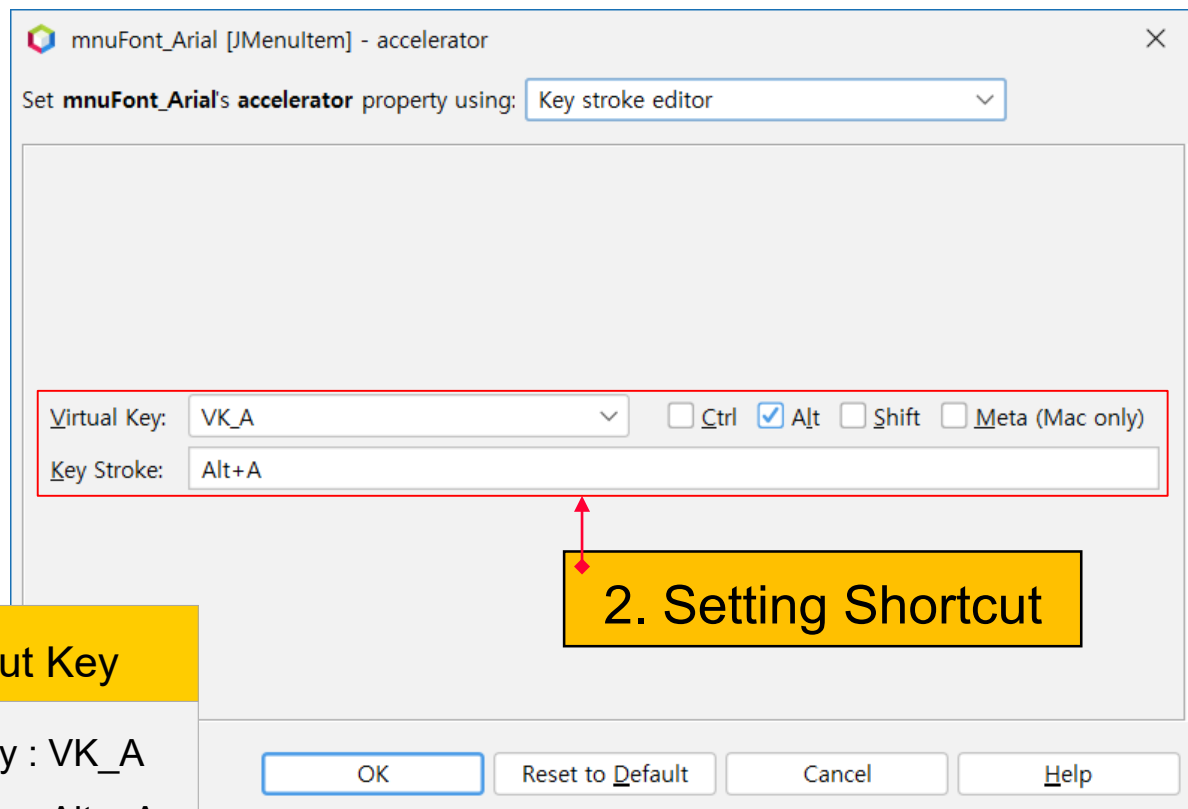 mnuFont_Arial [JMenuItem] - accelerator
Set mnuFont_Arial's accelerator property using: Key stroke editor
Virtual Key: VK_A Ctrl Alt Shift Meta (Mac only)
Key Stroke: Alt+A
2. Setting Shortcut
ut Key
y : VK_A
OK Reset to Default Cancel Help